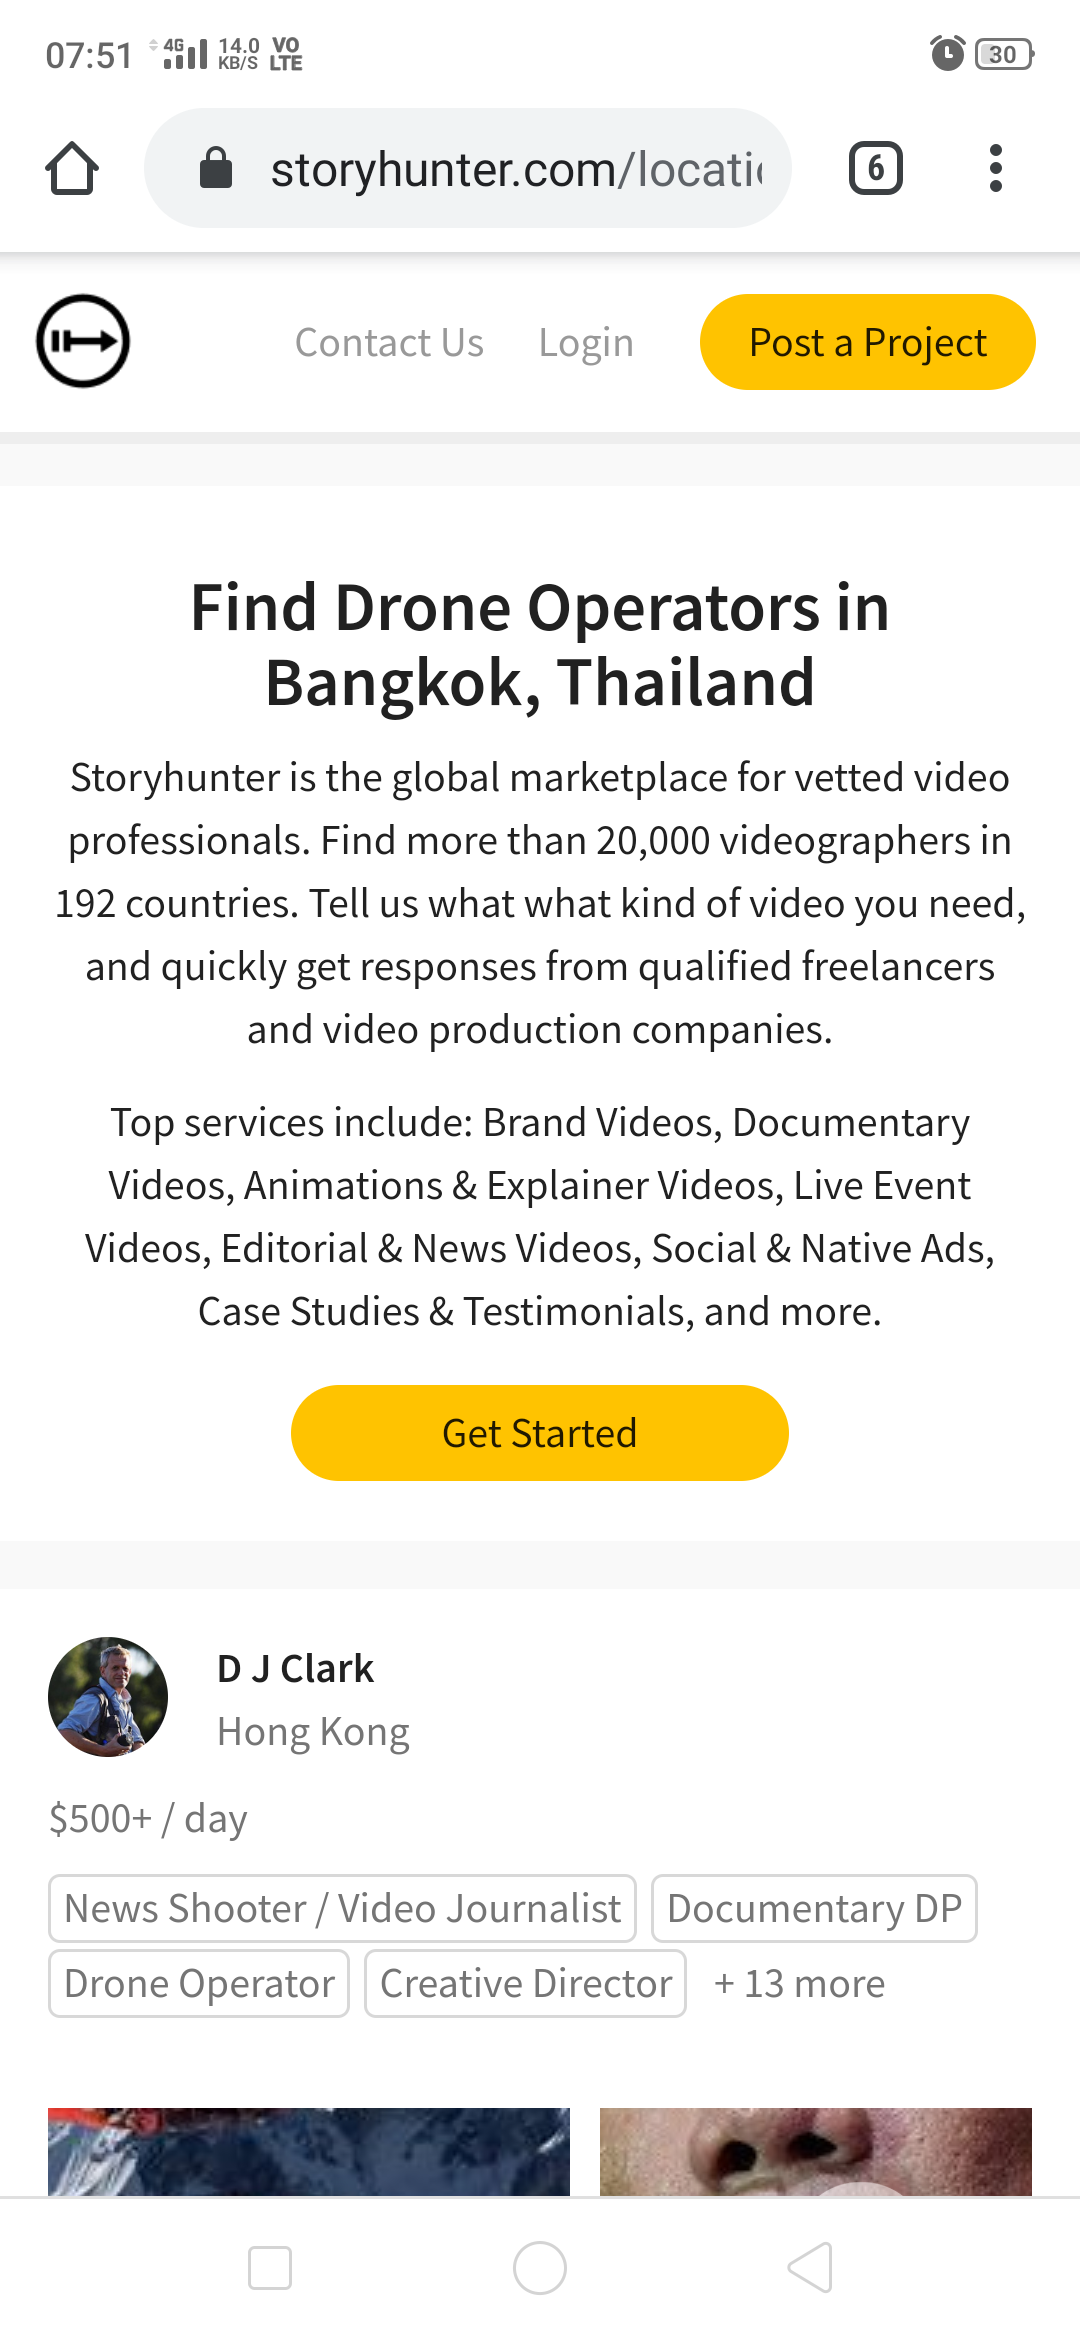 07:51 4G 14.0 KB/S VO LTE 30
storyhunter.com/locati
6
Contact Us Login Post a Project
Find Drone Operators in
Bangkok, Thailand
Storyhunter is the global marketplace for vetted video
professionals. Find more than 20,000 videographers in
192 countries. Tell us what what kind of video you need,
and quickly get responses from qualified freelancers
and video production companies.
Top services include: Brand Videos, Documentary
Videos, Animations & Explainer Videos, Live Event
Videos, Editorial & News Videos, Social & Native Ads,
Case Studies & Testimonials, and more.
Get Started
D J Clark
Hong Kong
$500+ / day
News Shooter / Video Journalist Documentary DP
Drone Operator Creative Director + 13 more